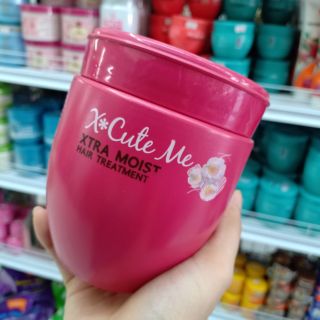 X*Cute Me
XTRA MOIST
HAIR TREATMENT